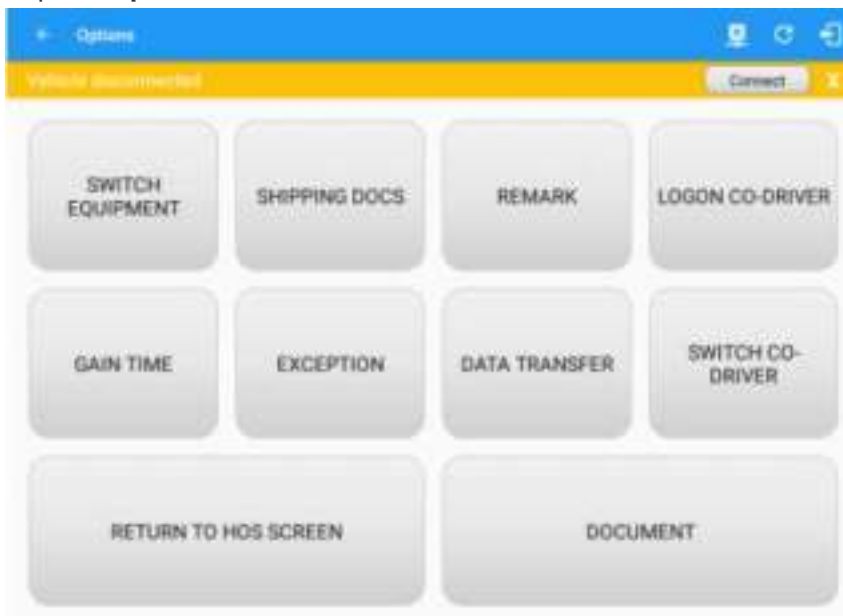 Options
Vehicle disconnected
Connect
X
SWITCH
EQUIPMENT
SHIPPING DOCS
REMARK
LOGON CO-DRIVER
GAIN TIME
EXCEPTION
DATA TRANSFER
SWITCH CO-
DRIVER
RETURN TO HOS SCREEN
DOCUMENT